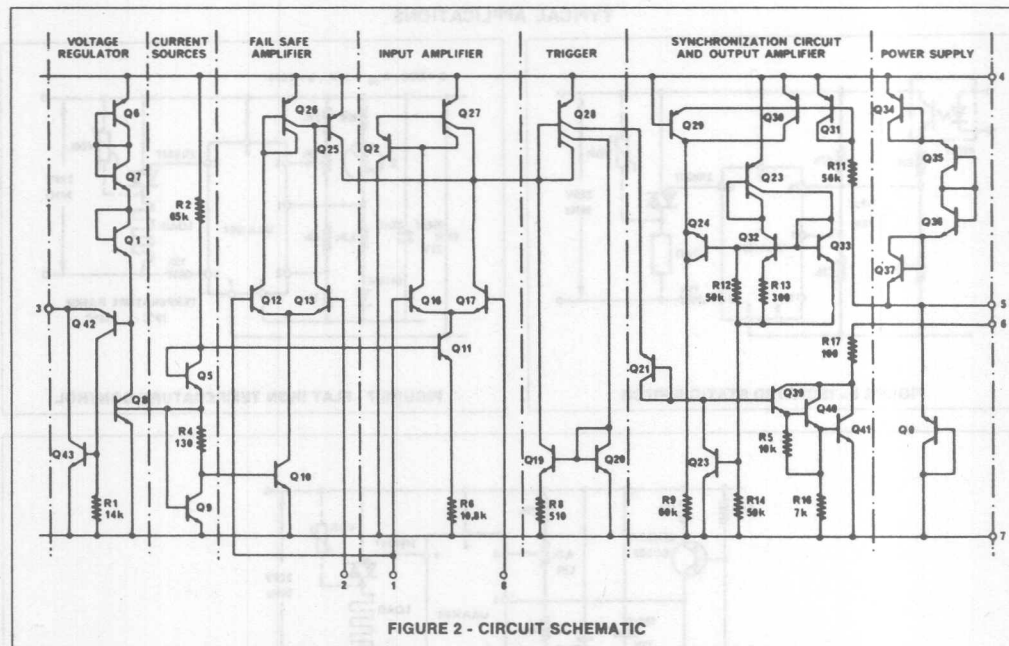 VOLTAGE REGULATOR
CURRENT SOURCES
FAIL SAFE AMPLIFIER
INPUT AMPLIFIER
TRIGGER
SYNCHRONIZATION CIRCUIT AND OUTPUT AMPLIFIER
POWER SUPPLY
4
Q6
Q26
Q27
Q28
Q30
Q34
Q25
Q2
Q29
Q31
Q7
Q35
R11
56k
Q23
R2
65k
Q36
Q1
Q24
Q32
Q33
Q37
R12
50k
R13
300
Q12
Q13
Q16
Q17
3
5
Q42
6
R17
100
Q11
Q5
Q21
Q8
Q39
Q40
R4
130
Q41
Q0
R5
10k
Q43
Q19
Q20
Q23
Q10
R1
14k
Q9
R6
10,8k
R8
510
R9
60k
R14
50k
R16
7k
7
2
1
8
FIGURE 2 - CIRCUIT SCHEMATIC